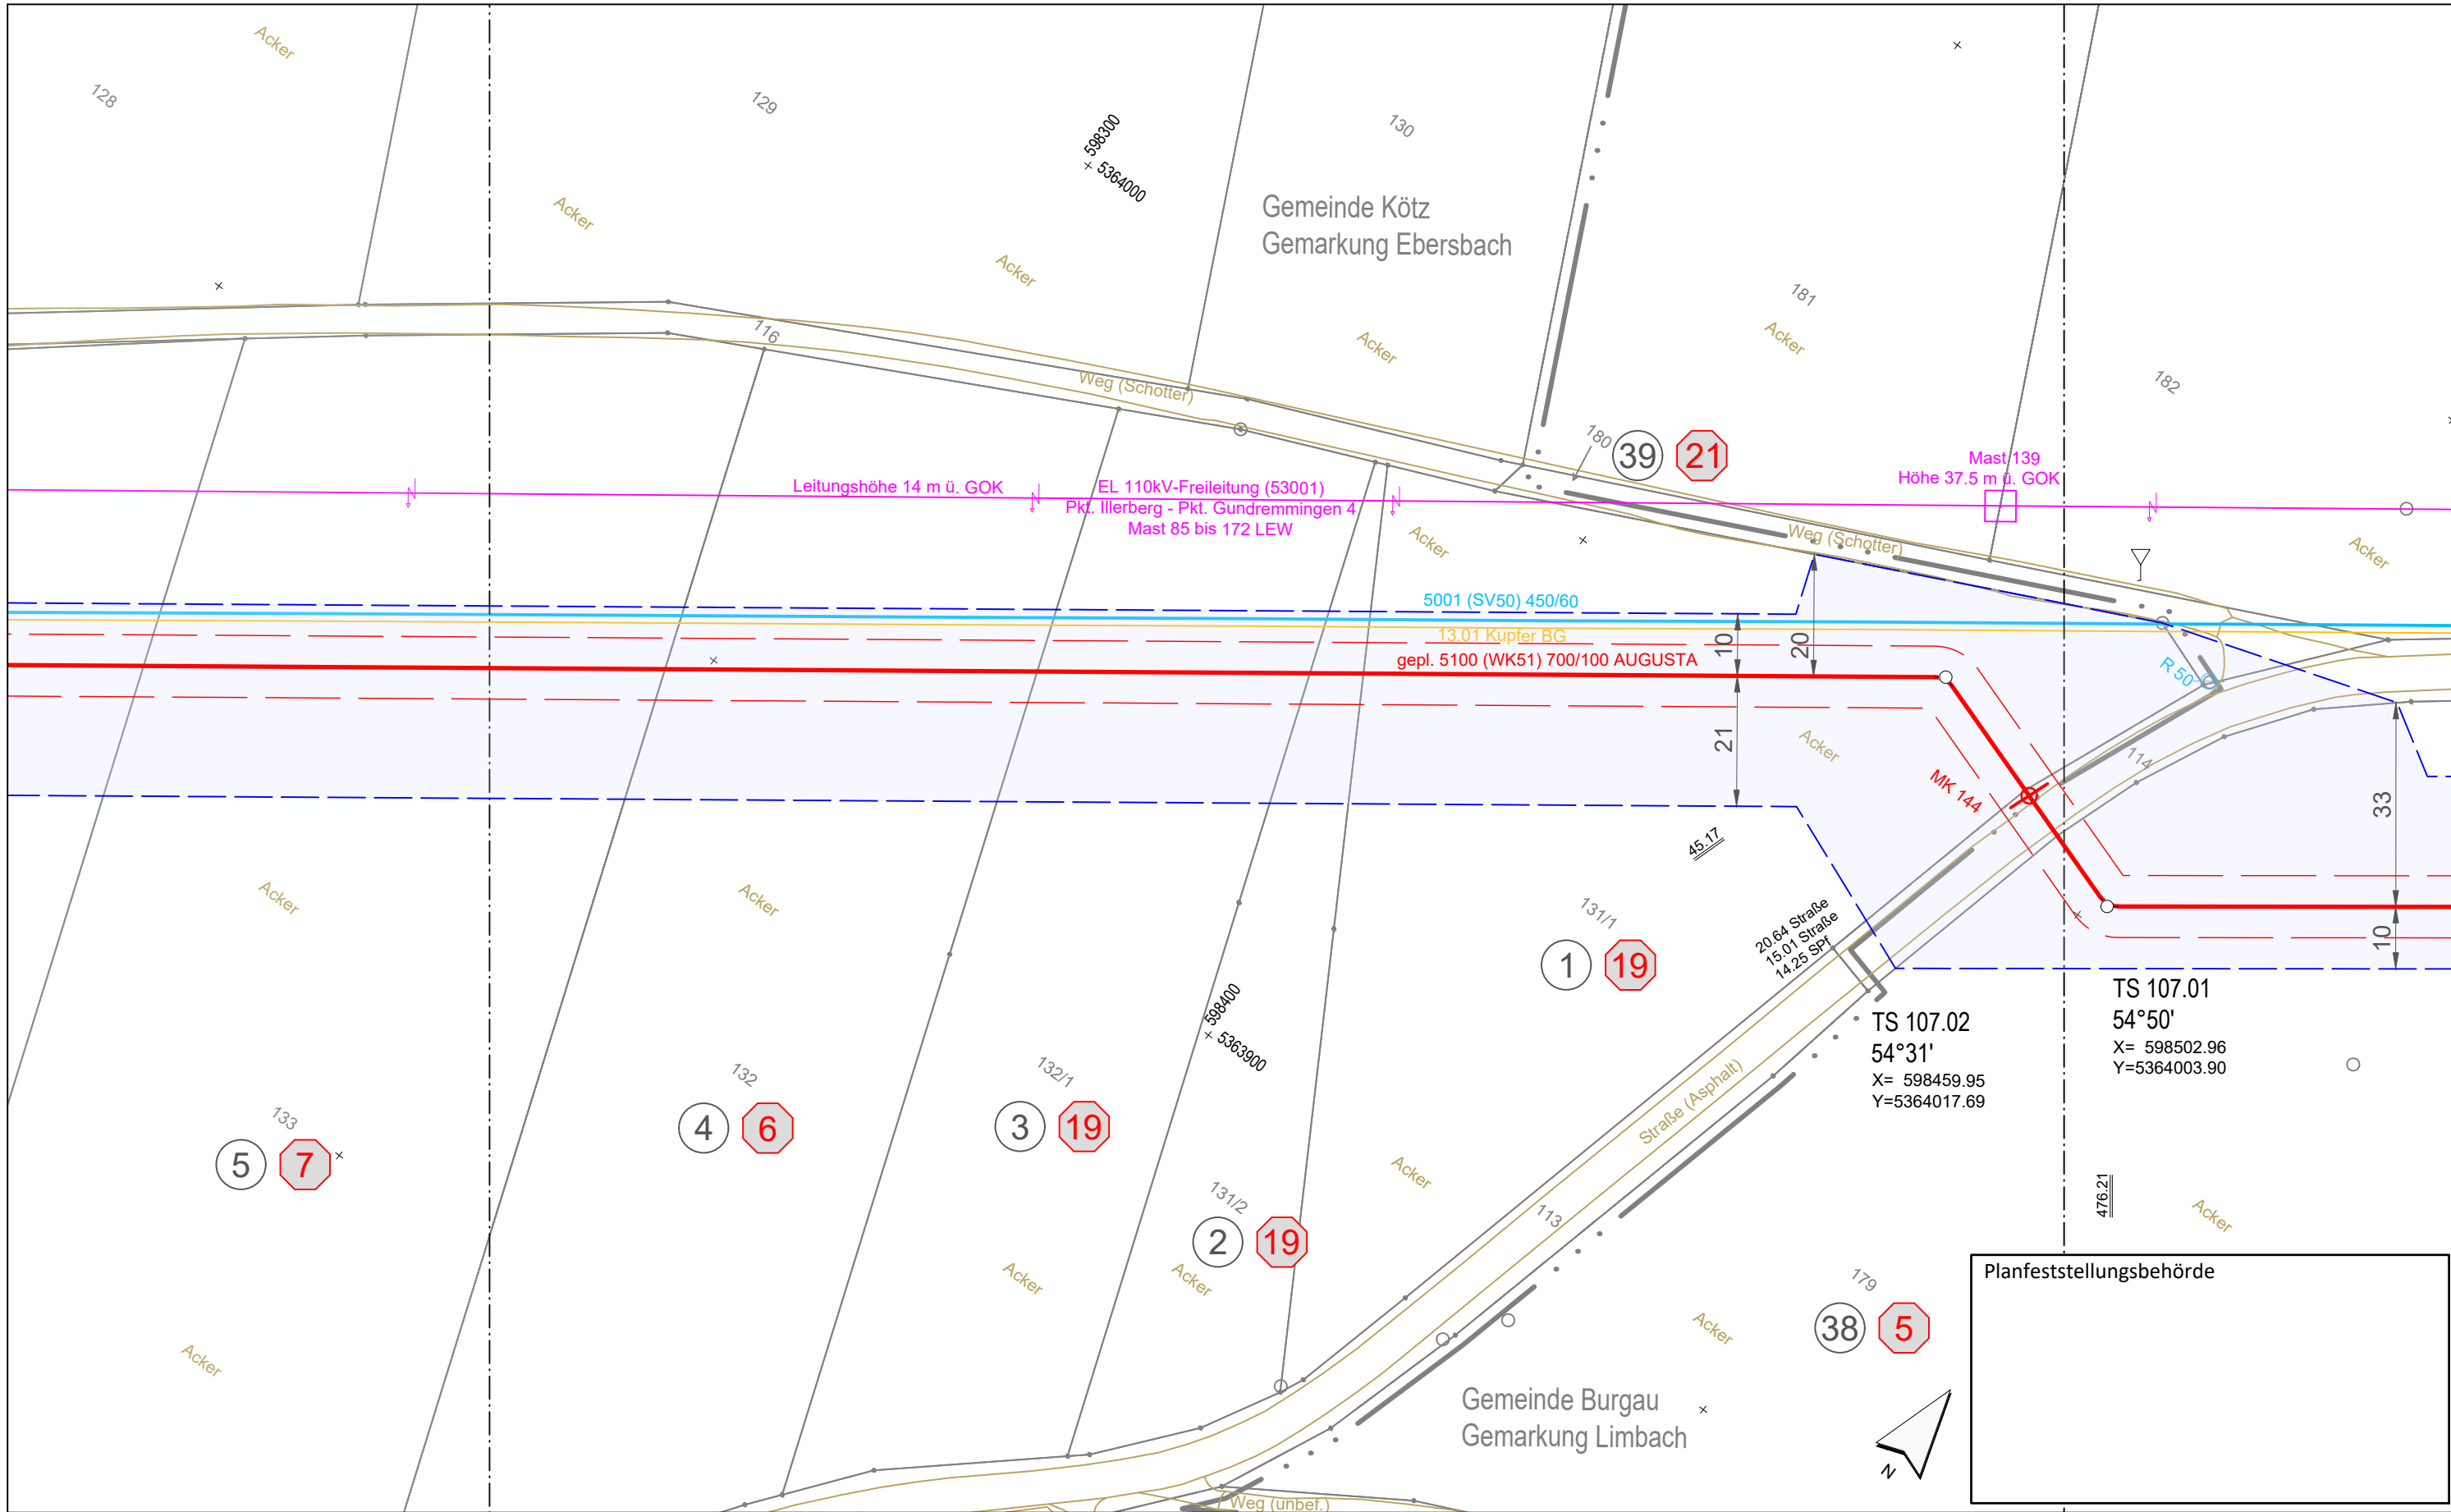 Acker
128
129
598300
5364000
130
Acker
Gemeinde Kötz
Gemarkung Ebersbach
Acker
181
Acker
Acker
116
Weg (Schotter)
182
180
39
21
Leitungshöhe 14 m ü. GOK
EL 110kV-Freileitung (53001)
Pkt. Illerberg - Pkt. Gundremmingen 4
Mast 85 bis 172 LEW
Mast 139
Höhe 37.5 m ü. GOK
N
N
N
N
Acker
Weg (Schotter)
Acker
5001 (SV50) 450/60
13.01 Kupfer BG
gepl. 5100 (WK51) 700/100 AUGUSTA
10
20
21
R 50
Acker
114
MK 144
33
10
45.17
Acker
Acker
131/1
1
19
20.64 Straße
15.01 Straße
14.25 SPf
TS 107.02
54°31'
X= 598459.95
Y=5364017.69
TS 107.01
54°50'
X= 598502.96
Y=5364003.90
598400
5363900
133
5
7
132
4
6
132/1
3
19
131/2
2
19
Straße (Asphalt)
Acker
113
476.21
Acker
Acker
Acker
Acker
179
38
5
Acker
Planfeststellungsbehörde
Gemeinde Burgau
Gemarkung Limbach
N
Weg (unbef.)